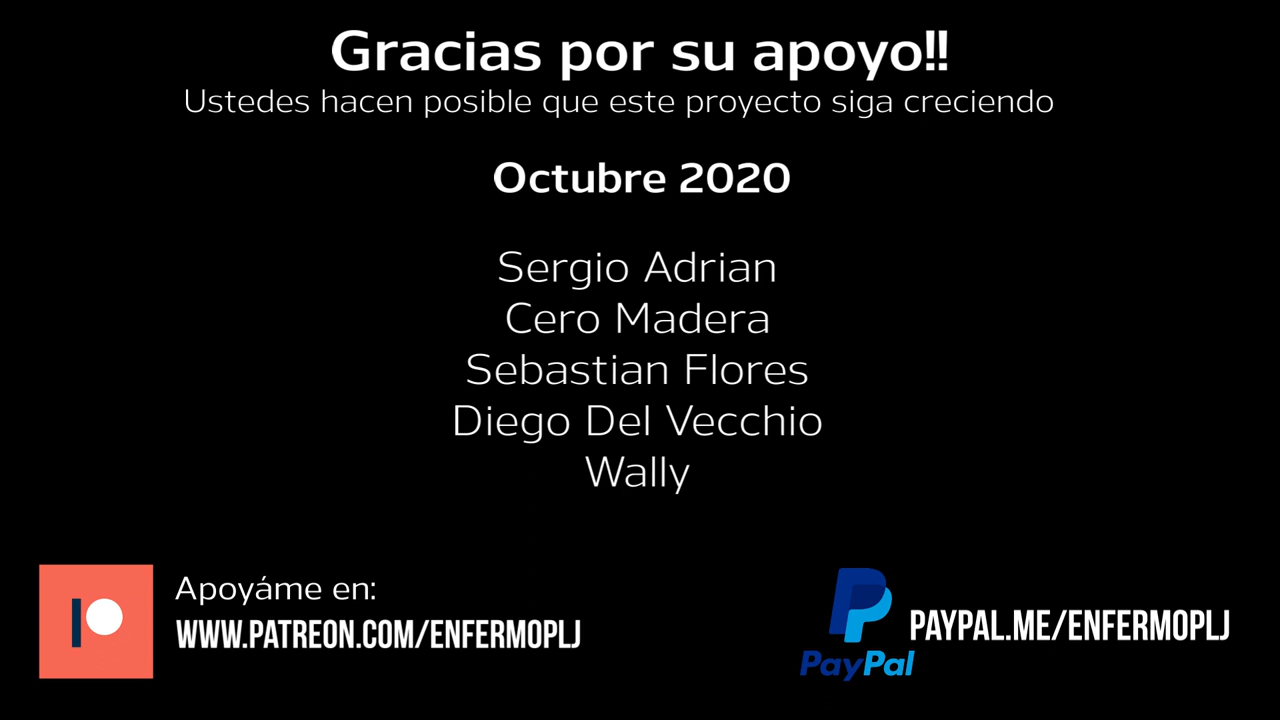 Gracias por su apoyo!!
Ustedes hacen posible que este proyecto siga creciendo
Octubre 2020
Sergio Adrian
Cero Madera
Sebastian Flores
Diego Del Vecchio
Wally
Apoyáme en:
WWW.PATREON.COM/ENFERMOPLJ
PAYPAL.ME/ENFERMOPLJ
PayPal